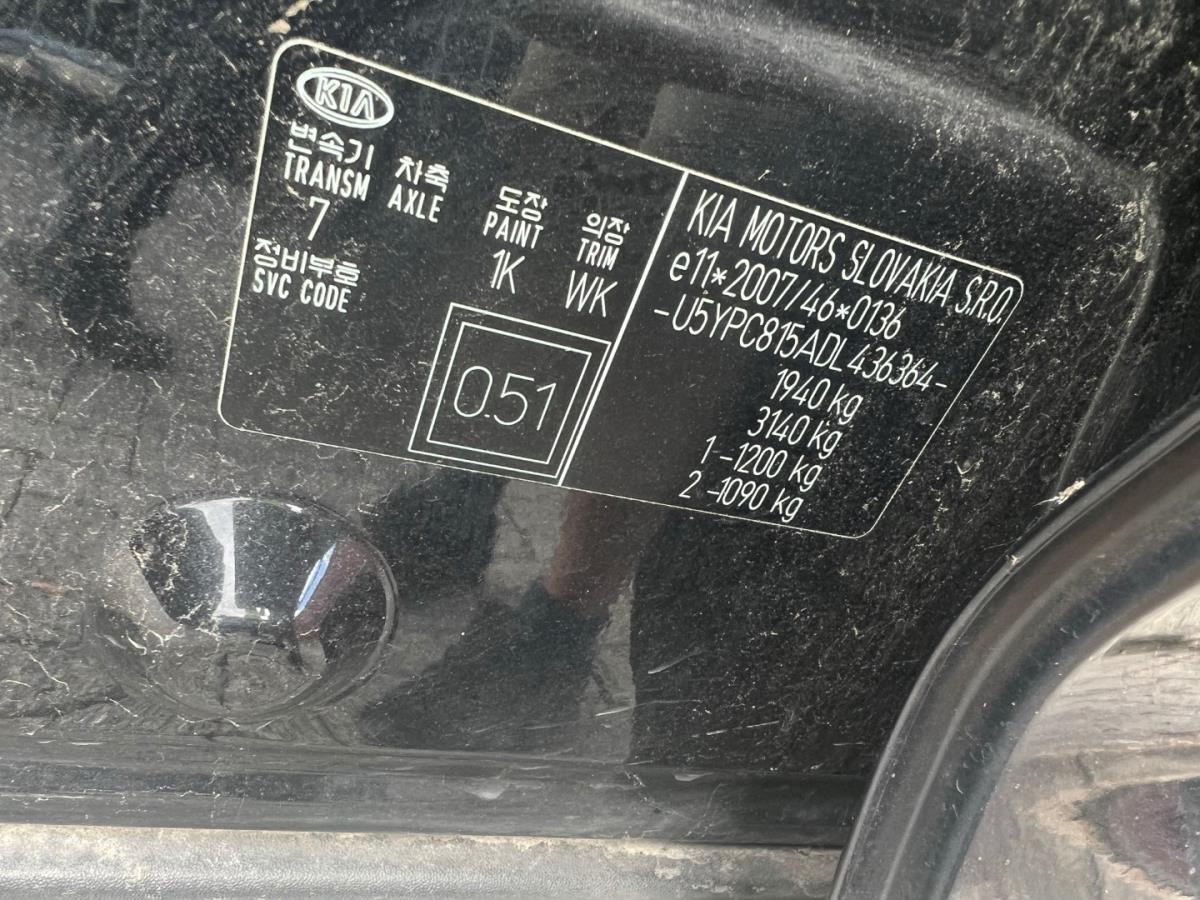 KIA
변속기 차축 도장 의장
TRANSM AXLE PAINT TRIM
7 1K WK
정비부호
SVC CODE
0.51
KIA MOTORS SLOVAKIA S.R.O.
e11*2007/46*0136
-U5YPC815ADL436364-
1940 kg
3140 kg
1 -1200 kg
2 -1090 kg